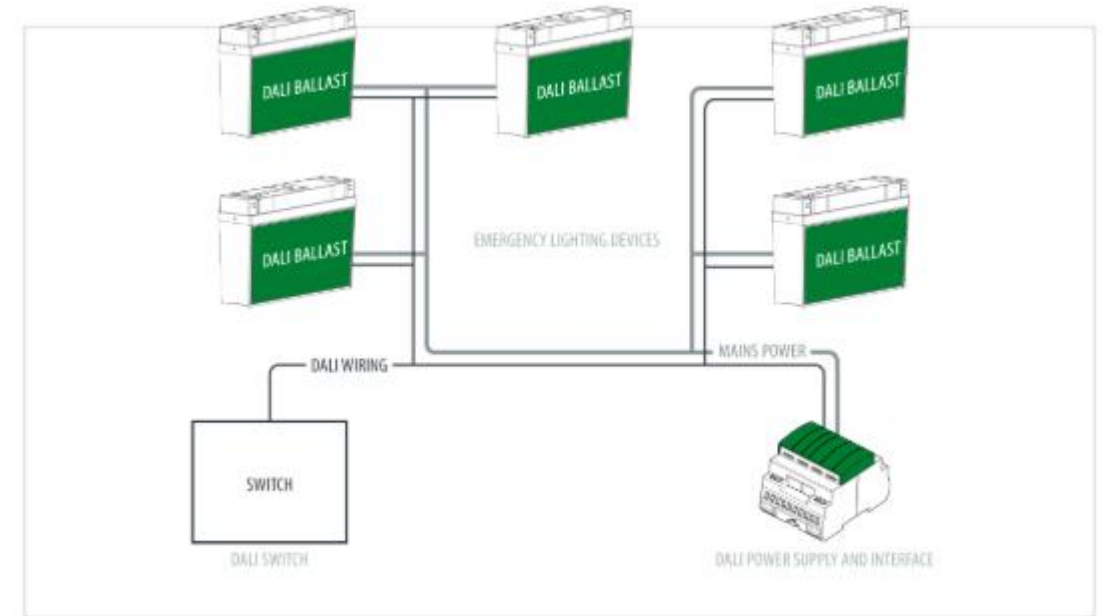 DALI BALLAST
DALI BALLAST
DALI BALLAST
DALI BALLAST
EMERGENCY LIGHTING DEVICES
DALI BALLAST
MAINS POWER
DALI WIRING
SWITCH
DALI SWITCH
DALI POWER SUPPLY AND INTERFACE